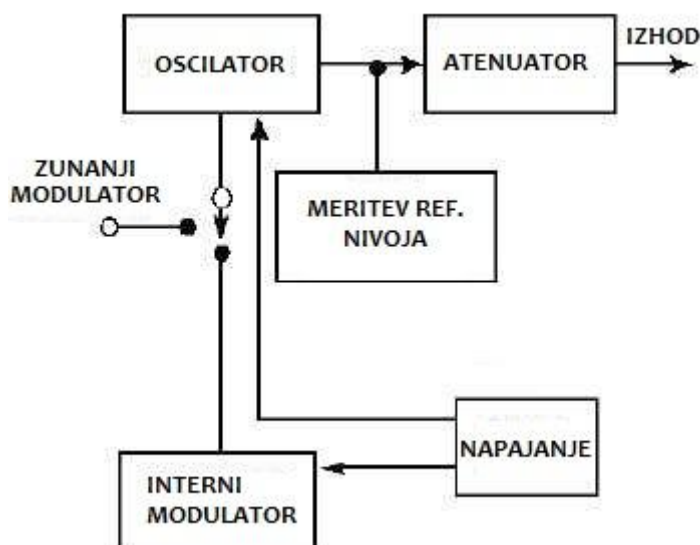 IZHOD
OSCILATOR
ATENUATOR
ZUNANJI
MODULATOR
MERITEV REF.
NIVOJA
NAPAJANJE
INTERNI
MODULATOR